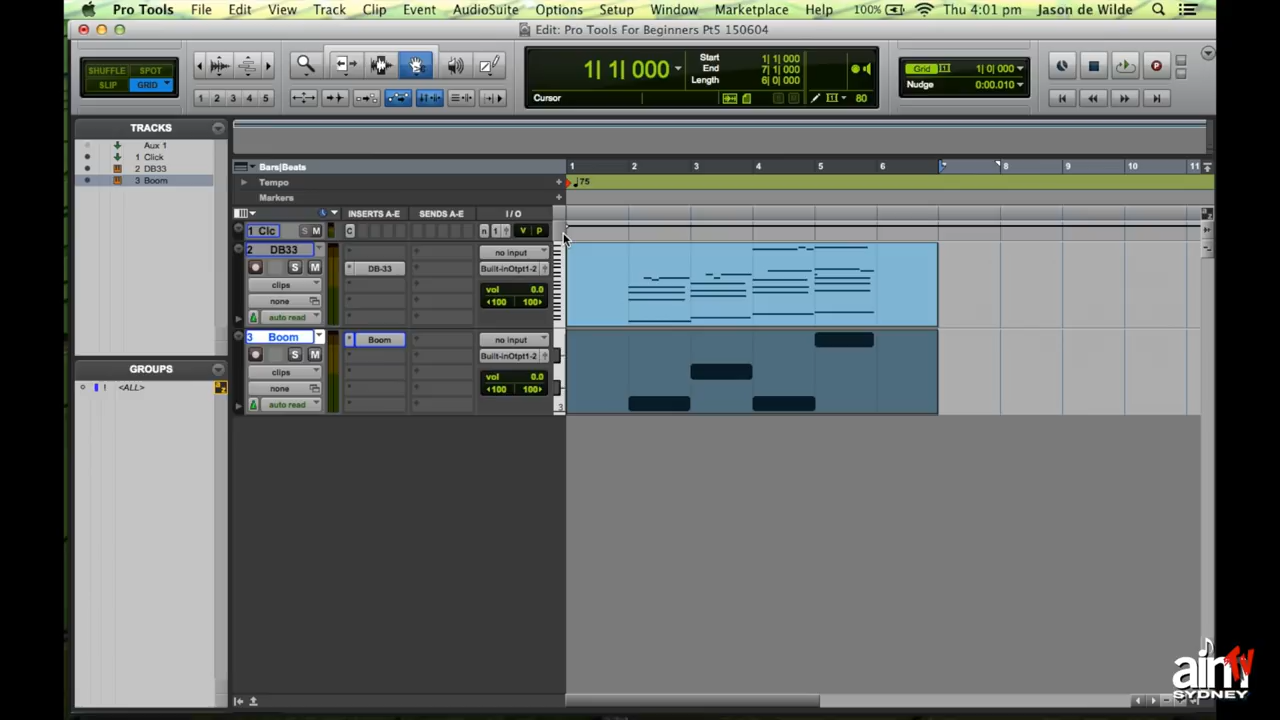 Pro Tools File Edit View Track Clip Event AudioSuite Options Setup Window Marketplace Help 100% Thu 4:01 pm Jason de Wilde
Edit: Pro Tools For Beginners Pt5 150604
SHUFFLE SPOT
SLIP GRID
1 2 3 4 5
1| 1| 000
Start 1| 1| 000
End 7| 1| 000
Length 6| 0| 000
Cursor
80
Grid 1| 0| 000
Nudge 0:00.010
TRACKS
Aux 1
1 Click
2 DB33
3 Boom
GROUPS
! <ALL>
Bars|Beats 1 2 3 4 5 6 7 8 9 10 11
Tempo 75
Markers
INSERTS A-E SENDS A-E I / O
1 Clc S M C n 1 V P
2 DB33
no input
S M DB-33 Built-inOtpt1-2
clips
vol 0.0
none 100 100
auto read
3 Boom Boom no input
S M Built-inOtpt1-2
clips
vol 0.0
none 100 100
auto read
3
aim TV
SYDNEY